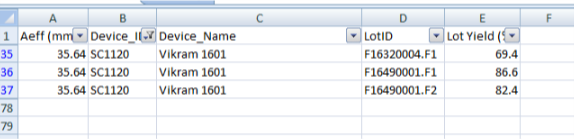 A B C D E F
1 Aeff (mm Device_I Device_Name LotID Lot Yield (
35 35.64 SC1120 Vikram 1601 F16320004.F1 69.4
36 35.64 SC1120 Vikram 1601 F16490001.F1 86.6
37 35.64 SC1120 Vikram 1601 F16490001.F2 82.4
78
79